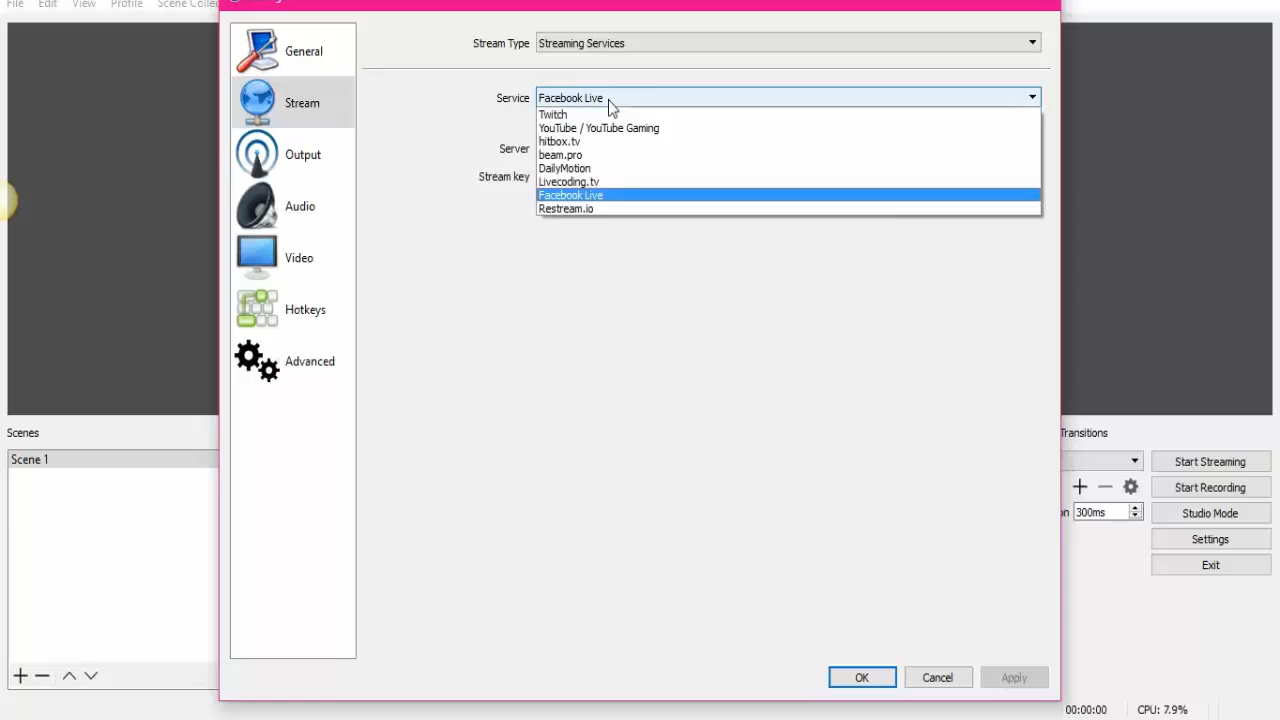 File Edit View Profile Scene Collec
General
Stream
Output
Audio
Video
Hotkeys
Advanced
Stream Type Streaming Services
Service Facebook Live
Twitch
YouTube / YouTube Gaming
hitbox.tv
beam.pro
DailyMotion
Livecoding.tv
Facebook Live
Restream.io
Server
Stream key
Scenes
Scene 1
Transitions
300ms
Start Streaming
Start Recording
Studio Mode
Settings
Exit
OK Cancel Apply
00:00:00 CPU: 7.9%